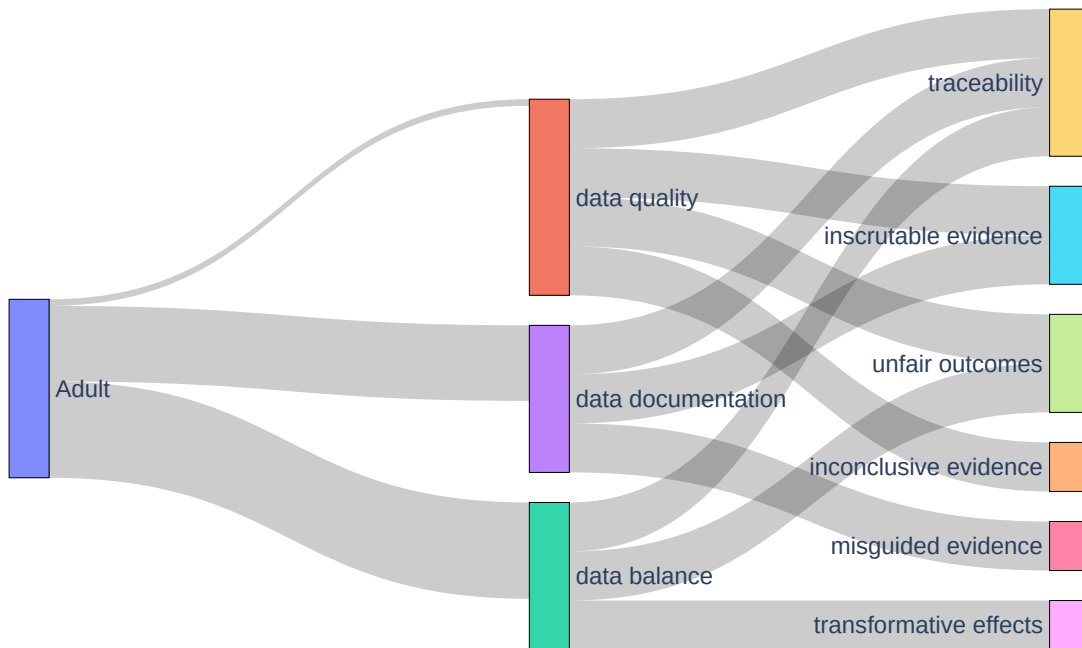 Adult
data quality
data documentation
data balance
traceability
inscrutable evidence
unfair outcomes
inconclusive evidence
misguided evidence
transformative effects